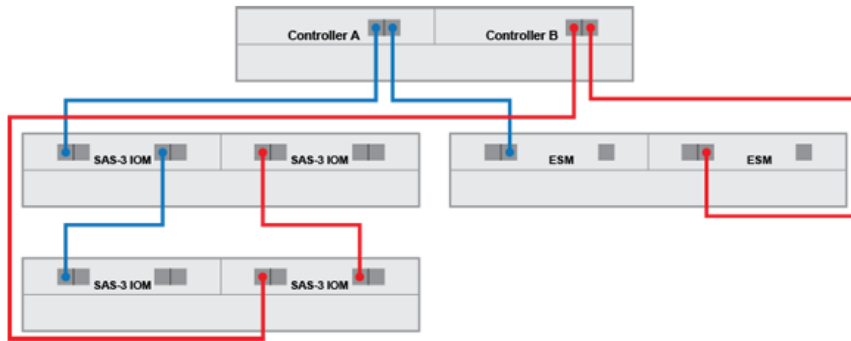 Controller A
Controller B
SAS-3 IOM
SAS-3 IOM
ESM
ESM
SAS-3 IOM
SAS-3 IOM